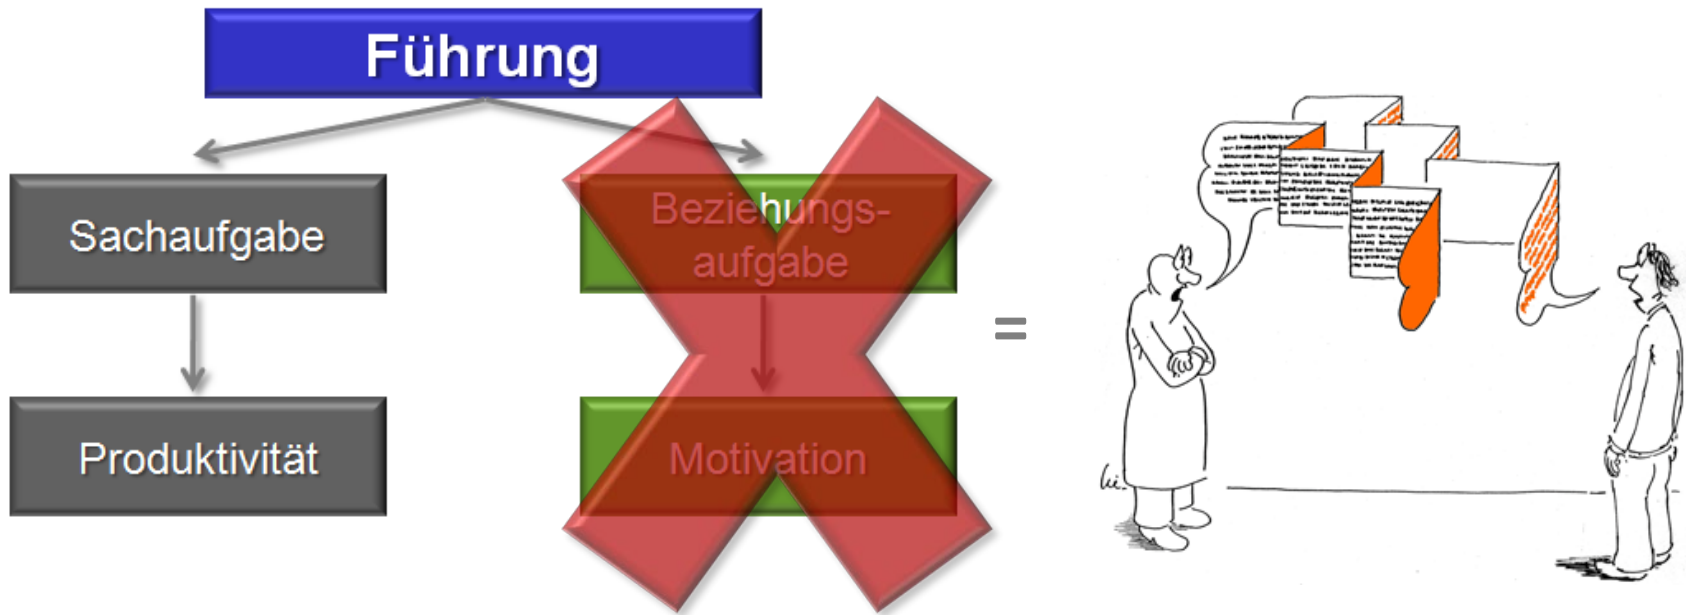 Führung
Sachaufgabe
Beziehungs-
aufgabe
Produktivität
Motivation
=